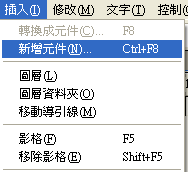 插入(I) 修改(M) 文字(T) 控制(
轉換成元件(C)... F8
新增元件(N)... Ctrl+F8
圖層(L)
圖層資料夾(O)
移動導引線(M)
影格(F) F5
移除影格(E) Shift+F5